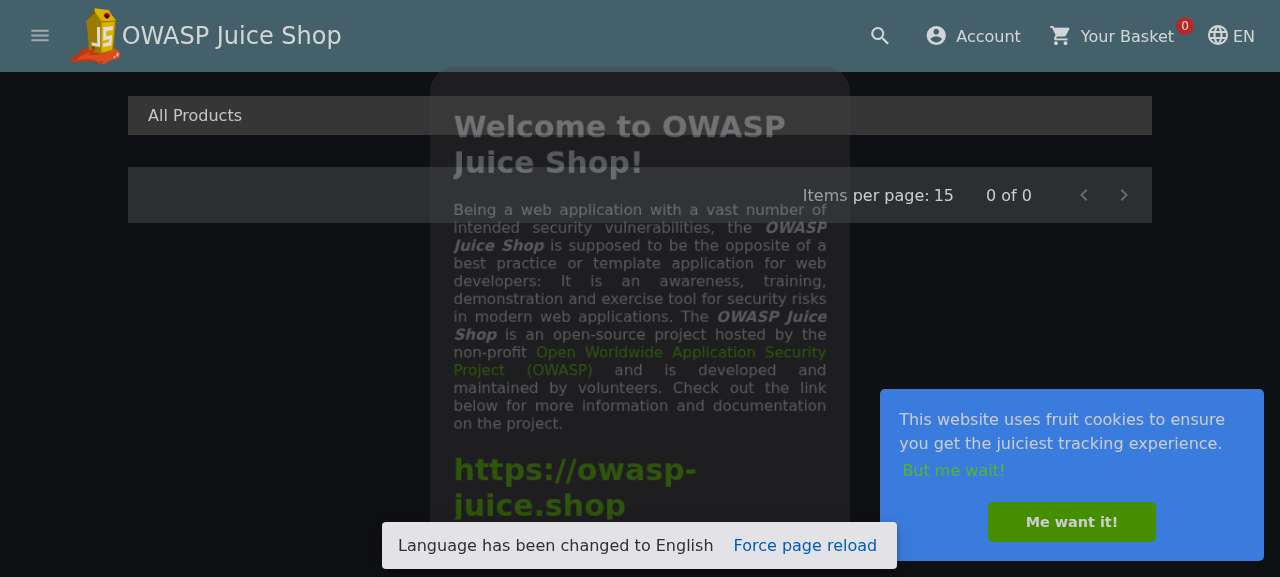 OWASP Juice Shop
Account
Your Basket
0
EN
All Products
Welcome to OWASP
Juice Shop!
Items per page: 15
0 of 0
Being a web application with a vast number of
intended security vulnerabilities, the OWASP
Juice Shop is supposed to be the opposite of a
best practice or template application for web
developers: It is an awareness, training,
demonstration and exercise tool for security risks
in modern web applications. The OWASP Juice
Shop is an open-source project hosted by the
non-profit Open Worldwide Application Security
Project (OWASP) and is developed and
maintained by volunteers. Check out the link
below for more information and documentation
on the project.
https://owasp-
juice.shop
This website uses fruit cookies to ensure
you get the juiciest tracking experience.
But me wait!
Me want it!
Language has been changed to English
Force page reload